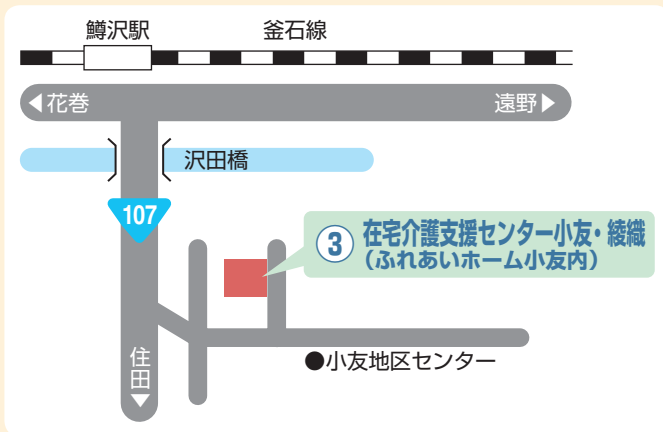 鱒沢駅
釜石線
◀花巻
遠野▶
沢田橋
107
③ 在宅介護支援センター小友・綾織
（ふれあいホーム小友内）
住田▼
●小友地区センター